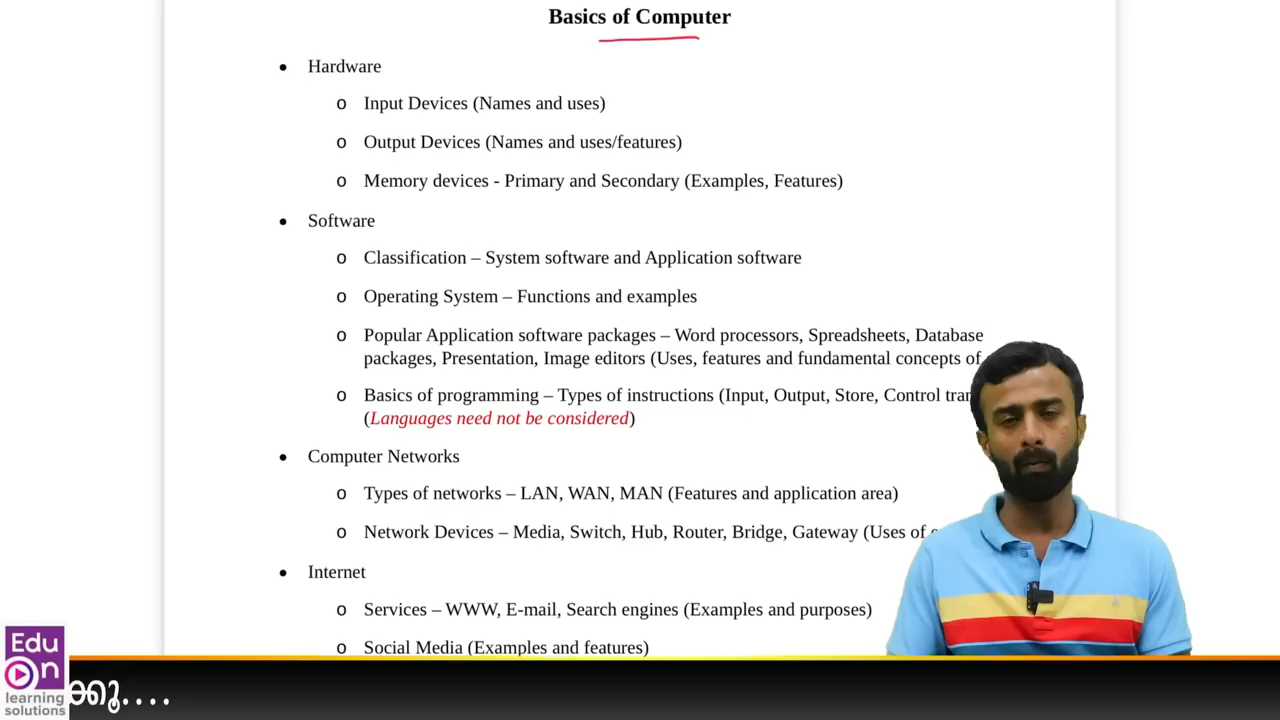 Basics of Computer
• Hardware
o Input Devices (Names and uses)
o Output Devices (Names and uses/features)
o Memory devices - Primary and Secondary (Examples, Features)
• Software
o Classification – System software and Application software
o Operating System – Functions and examples
o Popular Application software packages – Word processors, Spreadsheets, Database
packages, Presentation, Image editors (Uses, features and fundamental concepts of
o Basics of programming – Types of instructions (Input, Output, Store, Control
(Languages need not be considered)
• Computer Networks
o Types of networks – LAN, WAN, MAN (Features and application area)
o Network Devices – Media, Switch, Hub, Router, Bridge, Gateway (Uses of
• Internet
o Services – WWW, E-mail, Search engines (Examples and purposes)
o Social Media (Examples and features)
Edu
On
learning
solutions